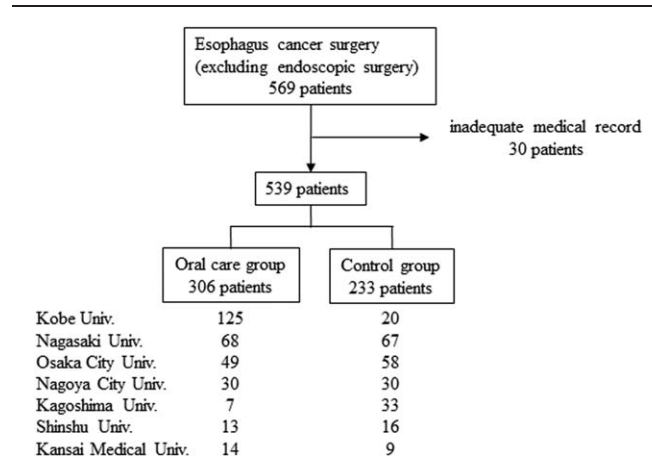 Esophagus cancer surgery
(excluding endoscopic surgery)
569 patients
inadequate medical record
30 patients
539 patients
Oral care group
306 patients
Control group
233 patients
Kobe Univ. 125 20
Nagasaki Univ. 68 67
Osaka City Univ. 49 58
Nagoya City Univ. 30 30
Kagoshima Univ. 7 33
Shinshu Univ. 13 16
Kansai Medical Univ. 14 9